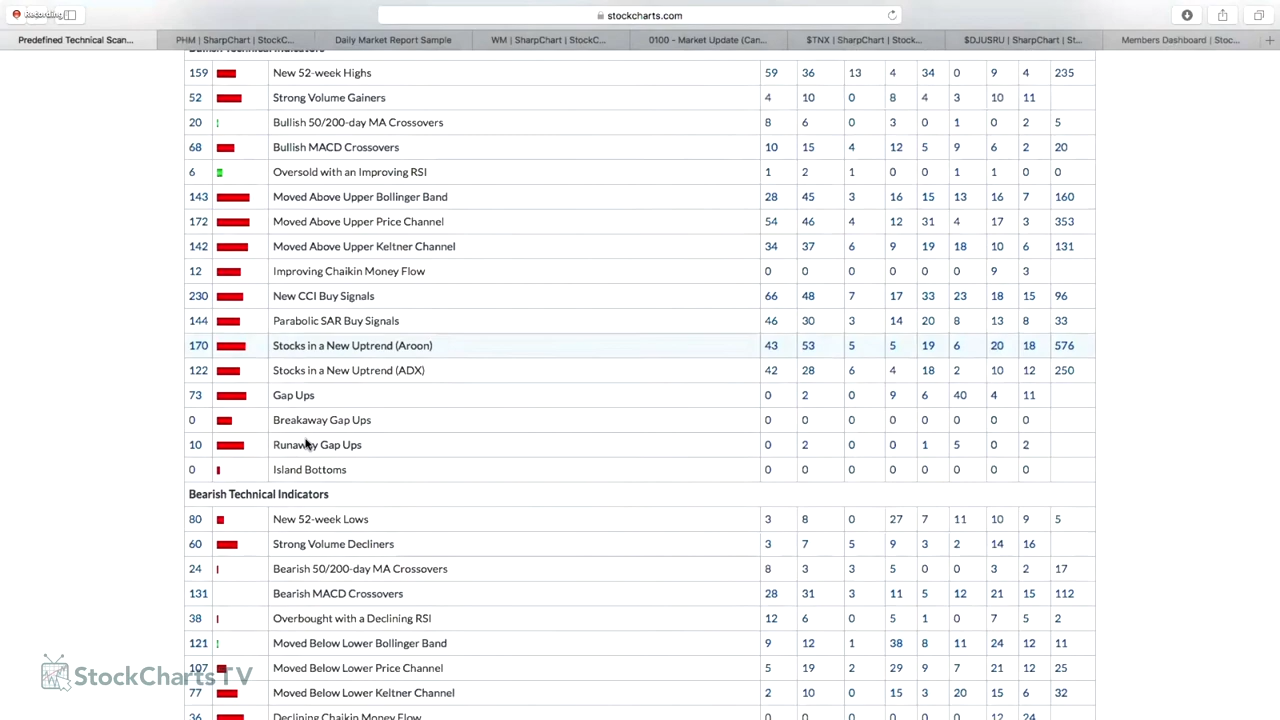 Recording
stockcharts.com
Predefined Technical Scan...
PHM | SharpChart | StockC...
Daily Market Report Sample
WM | SharpChart | StockC...
0100 - Market Update (Can...
$TNX | SharpChart | Stock...
$DJUSRU | SharpChart | St...
Members Dashboard | Stoc...
Bullish Technical Indicators
159 New 52-week Highs 59 36 13 4 34 0 9 4 235
52 Strong Volume Gainers 4 10 0 8 4 3 10 11
20 Bullish 50/200-day MA Crossovers 8 6 0 3 0 1 0 2 5
68 Bullish MACD Crossovers 10 15 4 12 5 9 6 2 20
6 Oversold with an Improving RSI 1 2 1 0 0 1 1 0 0
143 Moved Above Upper Bollinger Band 28 45 3 16 15 13 16 7 160
172 Moved Above Upper Price Channel 54 46 4 12 31 4 17 3 353
142 Moved Above Upper Keltner Channel 34 37 6 9 19 18 10 6 131
12 Improving Chaikin Money Flow 0 0 0 0 0 0 9 3
230 New CCI Buy Signals 66 48 7 17 33 23 18 15 96
144 Parabolic SAR Buy Signals 46 30 3 14 20 8 13 8 33
170 Stocks in a New Uptrend (Aroon) 43 53 5 5 19 6 20 18 576
122 Stocks in a New Uptrend (ADX) 42 28 6 4 18 2 10 12 250
73 Gap Ups 0 2 0 9 6 40 4 11
0 Breakaway Gap Ups 0 0 0 0 0 0 0 0
10 Runaway Gap Ups 0 2 0 0 1 5 0 2
0 Island Bottoms 0 0 0 0 0 0 0 0
Bearish Technical Indicators
80 New 52-week Lows 3 8 0 27 7 11 10 9 5
60 Strong Volume Decliners 3 7 5 9 3 2 14 16
24 Bearish 50/200-day MA Crossovers 8 3 3 5 0 0 3 2 17
131 Bearish MACD Crossovers 28 31 3 11 5 12 21 15 112
38 Overbought with a Declining RSI 12 6 0 5 1 0 7 5 2
121 Moved Below Lower Bollinger Band 9 12 1 38 8 11 24 12 11
107 Moved Below Lower Price Channel 5 19 2 29 9 7 21 12 25
77 Moved Below Lower Keltner Channel 2 10 0 15 3 20 15 6 32
36 Declining Chaikin Money Flow 0 0 0 0 0 0 12 24
StockChartsTV